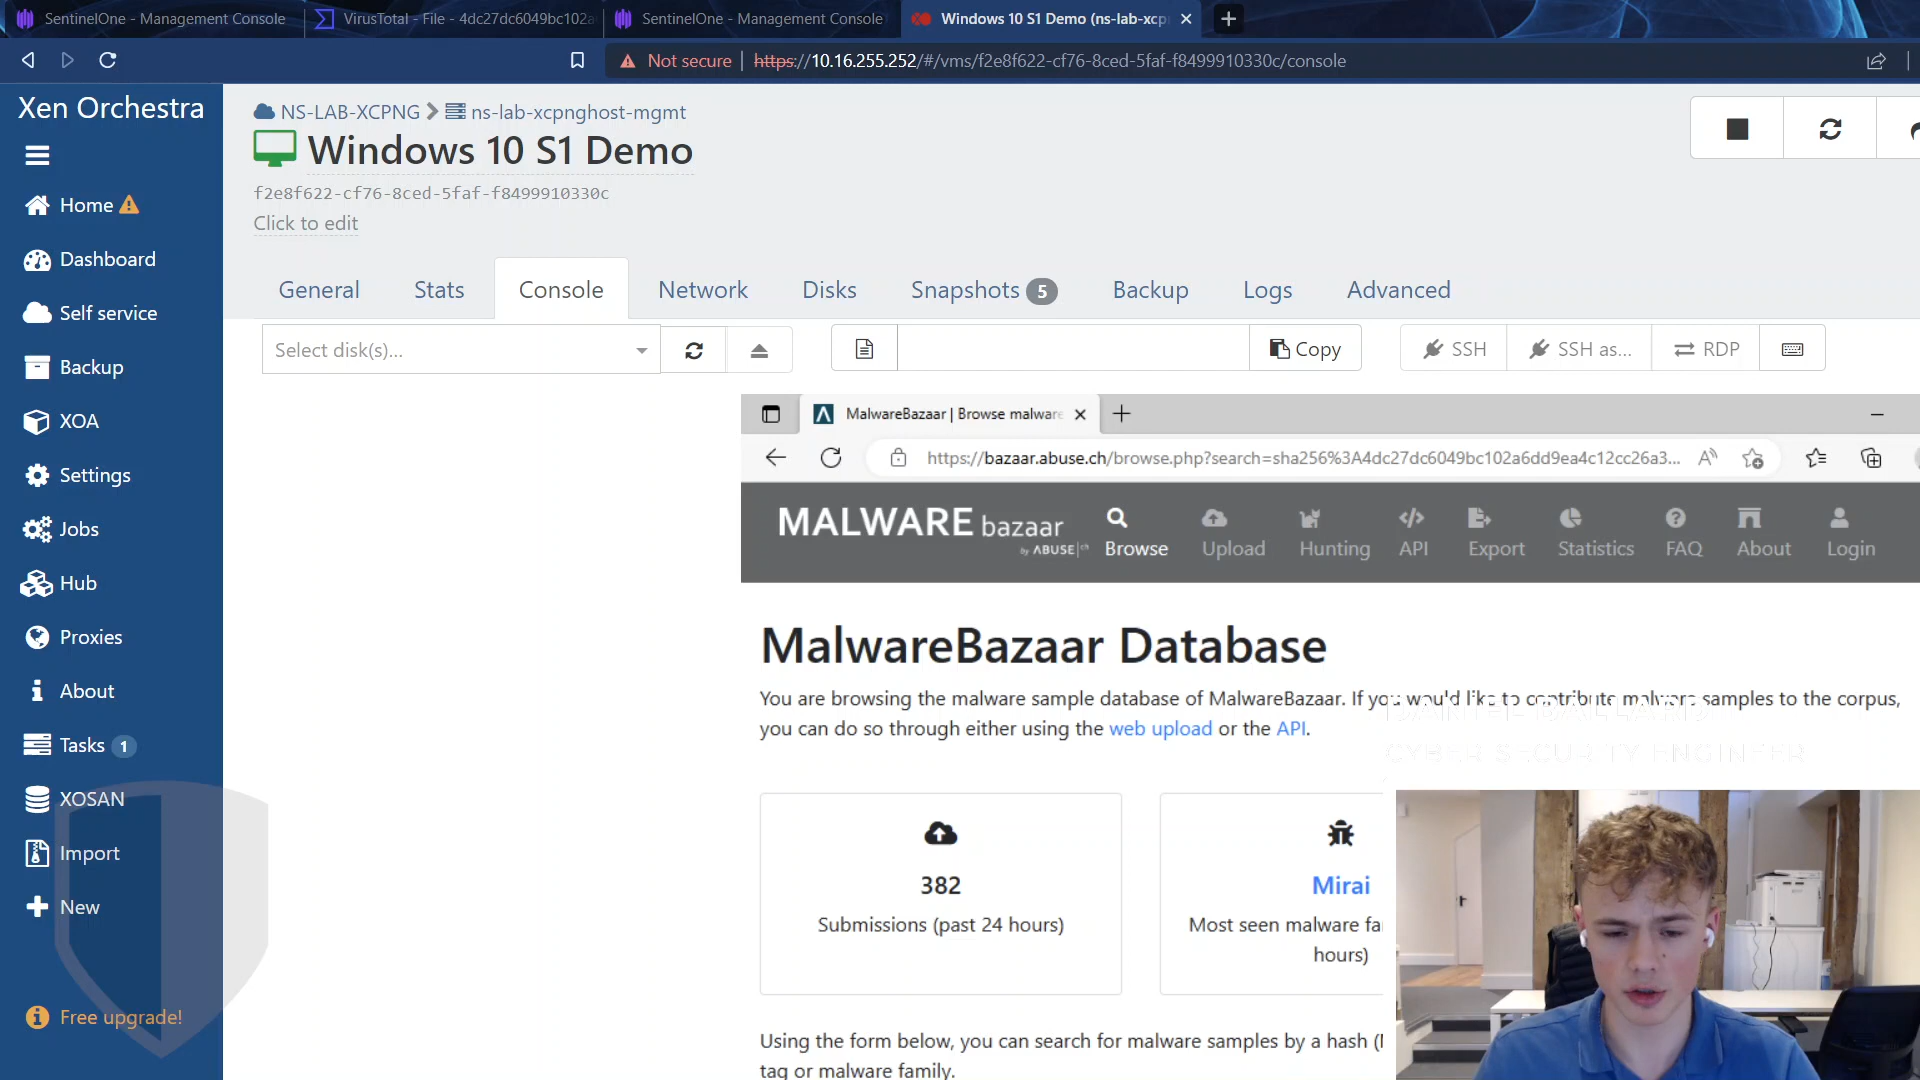 SentinelOne - Management Console
VirusTotal - File - 4dc27dc6049bc102a
SentinelOne - Management Console
Windows 10 S1 Demo (ns-lab-xcp
Not secure
https://10.16.255.252/#/vms/f2e8f622-cf76-8ced-5faf-f8499910330c/console
Xen Orchestra
Home
Dashboard
Self service
Backup
XOA
Settings
Jobs
Hub
Proxies
About
Tasks 1
XOSAN
Import
New
Free upgrade!
NS-LAB-XCPNG
ns-lab-xcpnghost-mgmt
Windows 10 S1 Demo
f2e8f622-cf76-8ced-5faf-f8499910330c
Click to edit
General
Stats
Console
Network
Disks
Snapshots 5
Backup
Logs
Advanced
Select disk(s)...
Copy
SSH
SSH as...
RDP
MalwareBazaar | Browse malware
https://bazaar.abuse.ch/browse.php?search=sha256%3A4dc27dc6049bc102a6dd9ea4c12cc26a3...
MALWARE bazaar
by ABUSE|ch
Browse
Upload
Hunting
API
Export
Statistics
FAQ
About
Login
MalwareBazaar Database
You are browsing the malware sample database of MalwareBazaar. If you would like to contribute malware samples to the corpus,
you can do so through either using the web upload or the API.
DANIEL BALLARD
CYBER SECURITY ENGINEER
382
Submissions (past 24 hours)
Mirai
Most seen malware fa
hours)
Using the form below, you can search for malware samples by a hash (
tag or malware family.